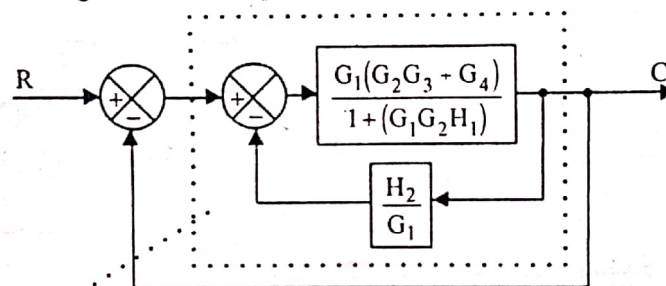 R
+
−
+
−
G₁(G₂G₃ + G₄)
1 + (G₁G₂H₁)
C
H₂
G₁